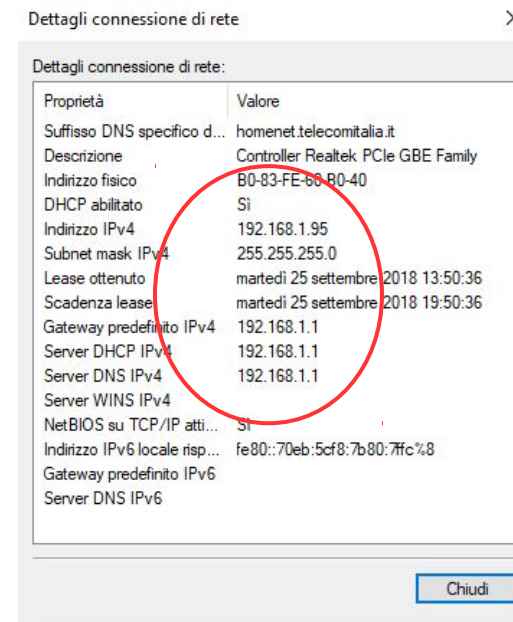 Dettagli connessione di rete
Dettagli connessione di rete:
Proprietà Valore
Suffisso DNS specifico d... homenet.telecomitalia.it
Descrizione Controller Realtek PCIe GBE Family
Indirizzo fisico B0-83-FE-60-B0-40
DHCP abilitato Sì
Indirizzo IPv4 192.168.1.95
Subnet mask IPv4 255.255.255.0
Lease ottenuto martedì 25 settembre 2018 13:50:36
Scadenza lease martedì 25 settembre 2018 19:50:36
Gateway predefinito IPv4 192.168.1.1
Server DHCP IPv4 192.168.1.1
Server DNS IPv4 192.168.1.1
Server WINS IPv4
NetBIOS su TCP/IP atti... Sì
Indirizzo IPv6 locale risp... fe80::70eb:5cf8:7b80:7ffc%8
Gateway predefinito IPv6
Server DNS IPv6
Chiudi